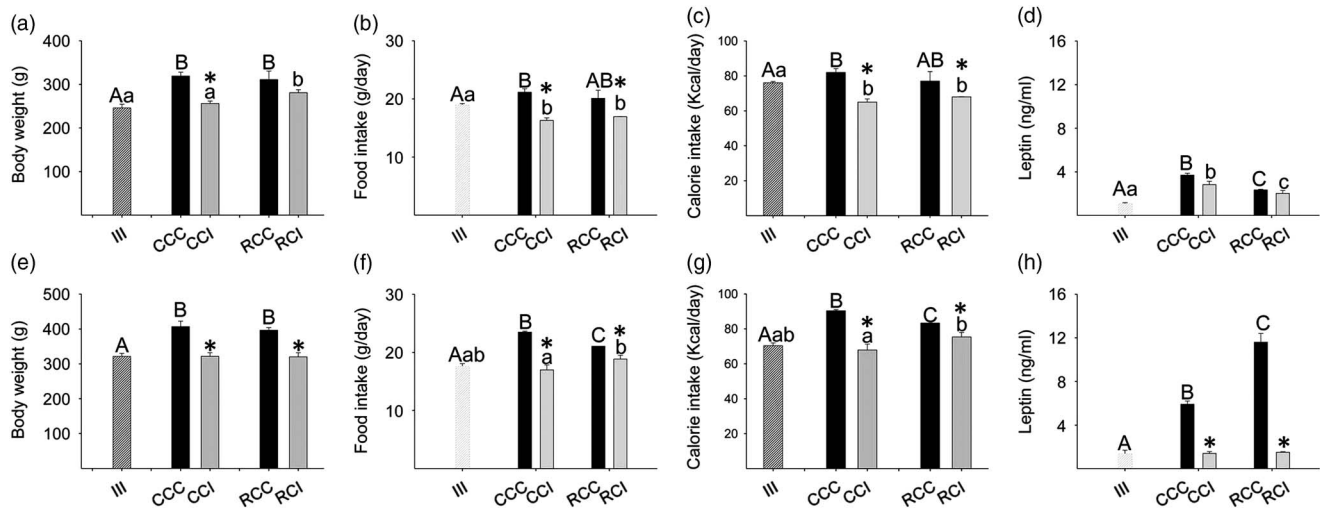 (a)
Body weight (g)
400
300
200
100
Aa
B
*
a
B
b
III
CCC
CCI
RCC
RCI
(b)
Food intake (g/day)
30
20
10
Aa
B
*
b
AB
*
b
III
CCC
CCI
RCC
RCI
(c)
Calorie intake (Kcal/day)
100
80
60
40
20
Aa
B
*
b
AB
*
b
III
CCC
CCI
RCC
RCI
(d)
Leptin (ng/ml)
16
12
8
4
Aa
B
b
C
c
III
CCC
CCI
RCC
RCI
(e)
Body weight (g)
500
400
300
200
100
A
B
*
B
*
III
CCC
CCI
RCC
RCI
(f)
Food intake (g/day)
30
20
10
Aab
B
*
a
C
*
b
III
CCC
CCI
RCC
RCI
(g)
Calorie intake (Kcal/day)
100
80
60
40
20
Aab
B
*
a
C
*
b
III
CCC
CCI
RCC
RCI
(h)
Leptin (ng/ml)
16
12
8
4
A
B
*
C
*
III
CCC
CCI
RCC
RCI